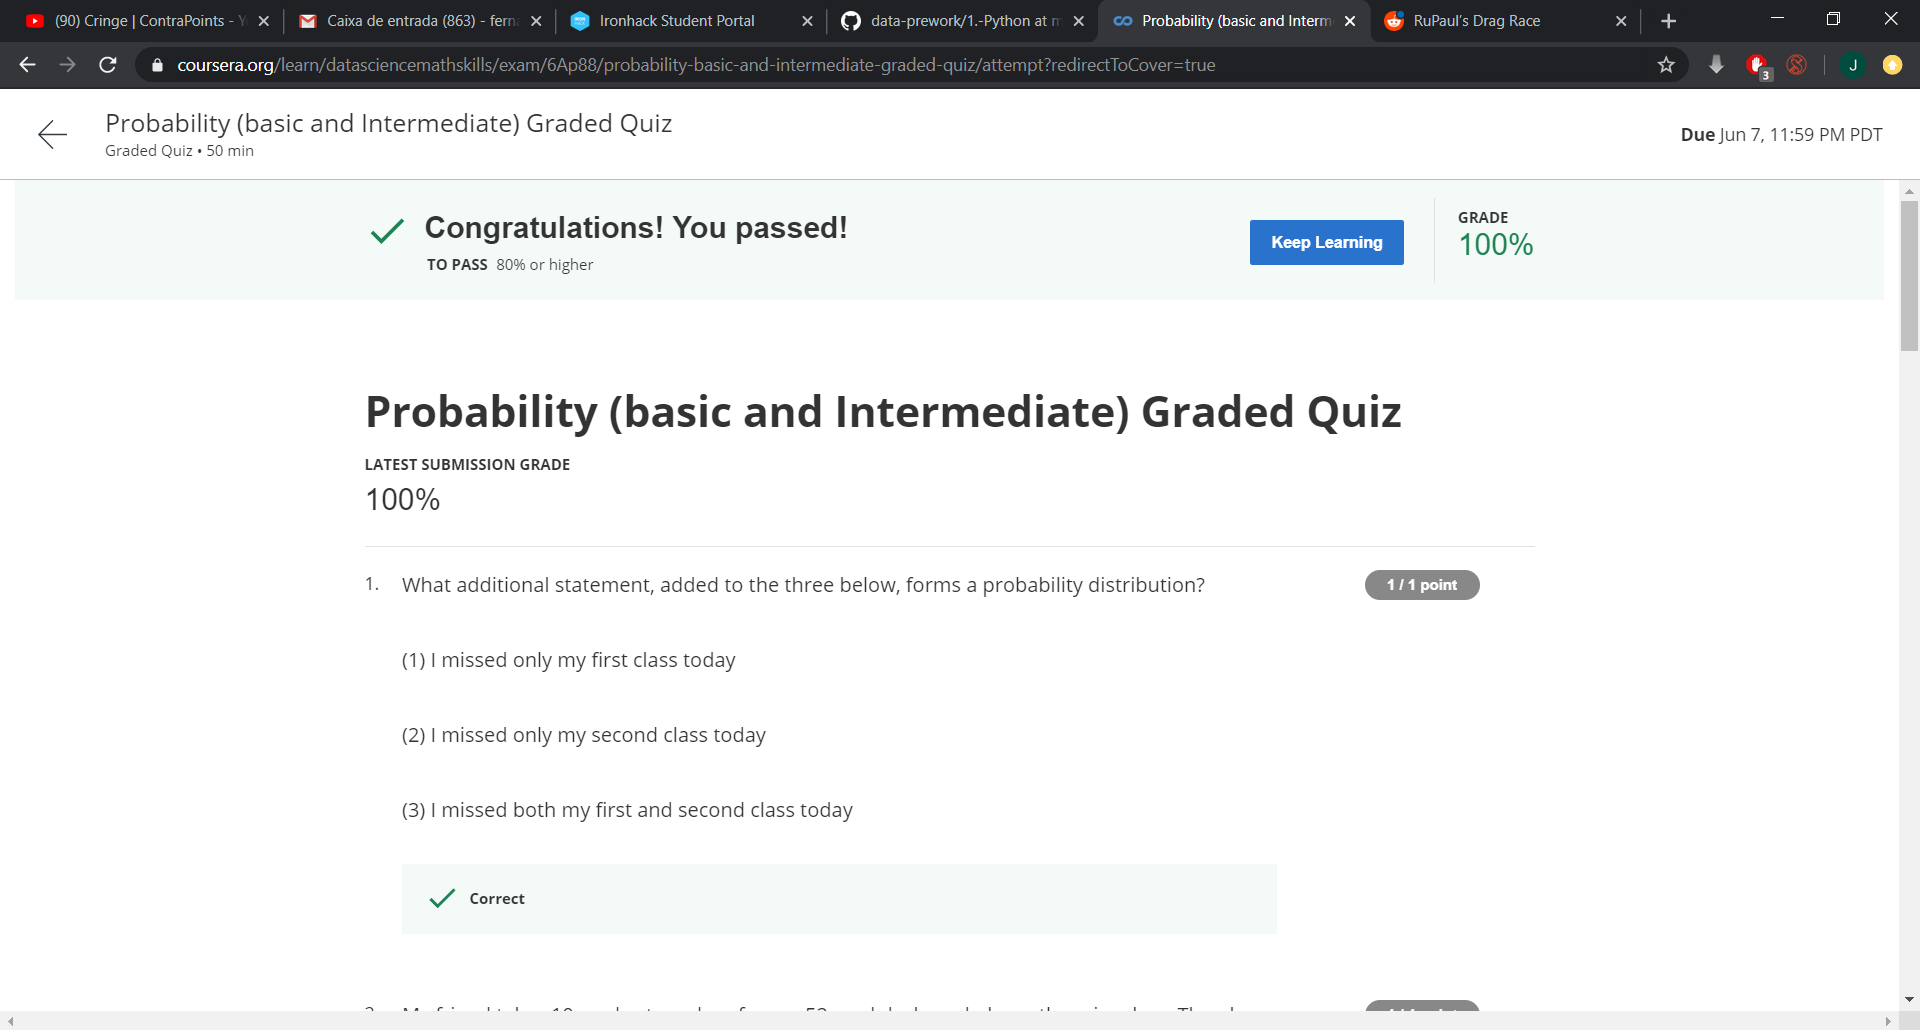 (90) Cringe | ContraPoints - Y
Caixa de entrada (863) - fern
Ironhack Student Portal
data-prework/1.-Python at m
Probability (basic and Interm
RuPaul's Drag Race
coursera.org/learn/datasciencemathskills/exam/6Ap88/probability-basic-and-intermediate-graded-quiz/attempt?redirectToCover=true
3
J
Probability (basic and Intermediate) Graded Quiz
Graded Quiz • 50 min
Due Jun 7, 11:59 PM PDT
Congratulations! You passed!
TO PASS 80% or higher
Keep Learning
GRADE
100%
Probability (basic and Intermediate) Graded Quiz
LATEST SUBMISSION GRADE
100%
1. What additional statement, added to the three below, forms a probability distribution?
1 / 1 point
(1) I missed only my first class today
(2) I missed only my second class today
(3) I missed both my first and second class today
Correct